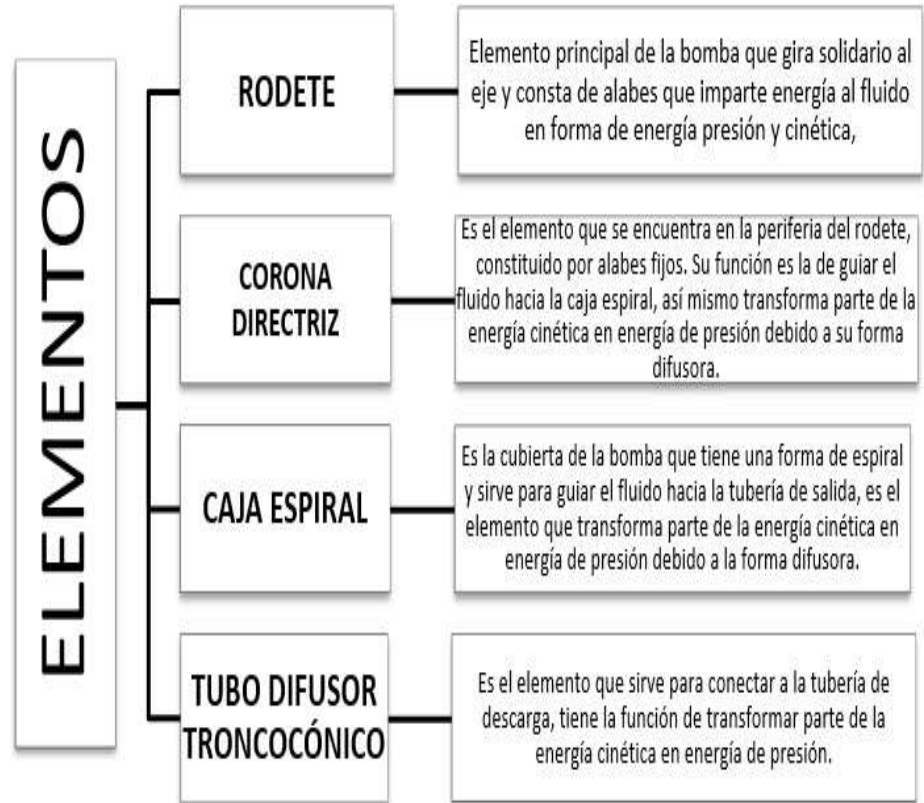 ELEMENTOS
RODETE
Elemento principal de la bomba que gira solidario al
eje y consta de alabes que imparte energía al fluido
en forma de energía presión y cinética,
CORONA
DIRECTRIZ
Es el elemento que se encuentra en la periferia del rodete,
constituido por alabes fijos. Su función es la de guiar el
fluido hacia la caja espiral, así mismo transforma parte de la
energía cinética en energía de presión debido a su forma
difusora.
CAJA ESPIRAL
Es la cubierta de la bomba que tiene una forma de espiral
y sirve para guiar el fluido hacia la tubería de salida, es el
elemento que transforma parte de la energía cinética en
energía de presión debido a la forma difusora.
TUBO DIFUSOR
TRONCOCÓNICO
Es el elemento que sirve para conectar a la tubería de
descarga, tiene la función de transformar parte de la
energía cinética en energía de presión.